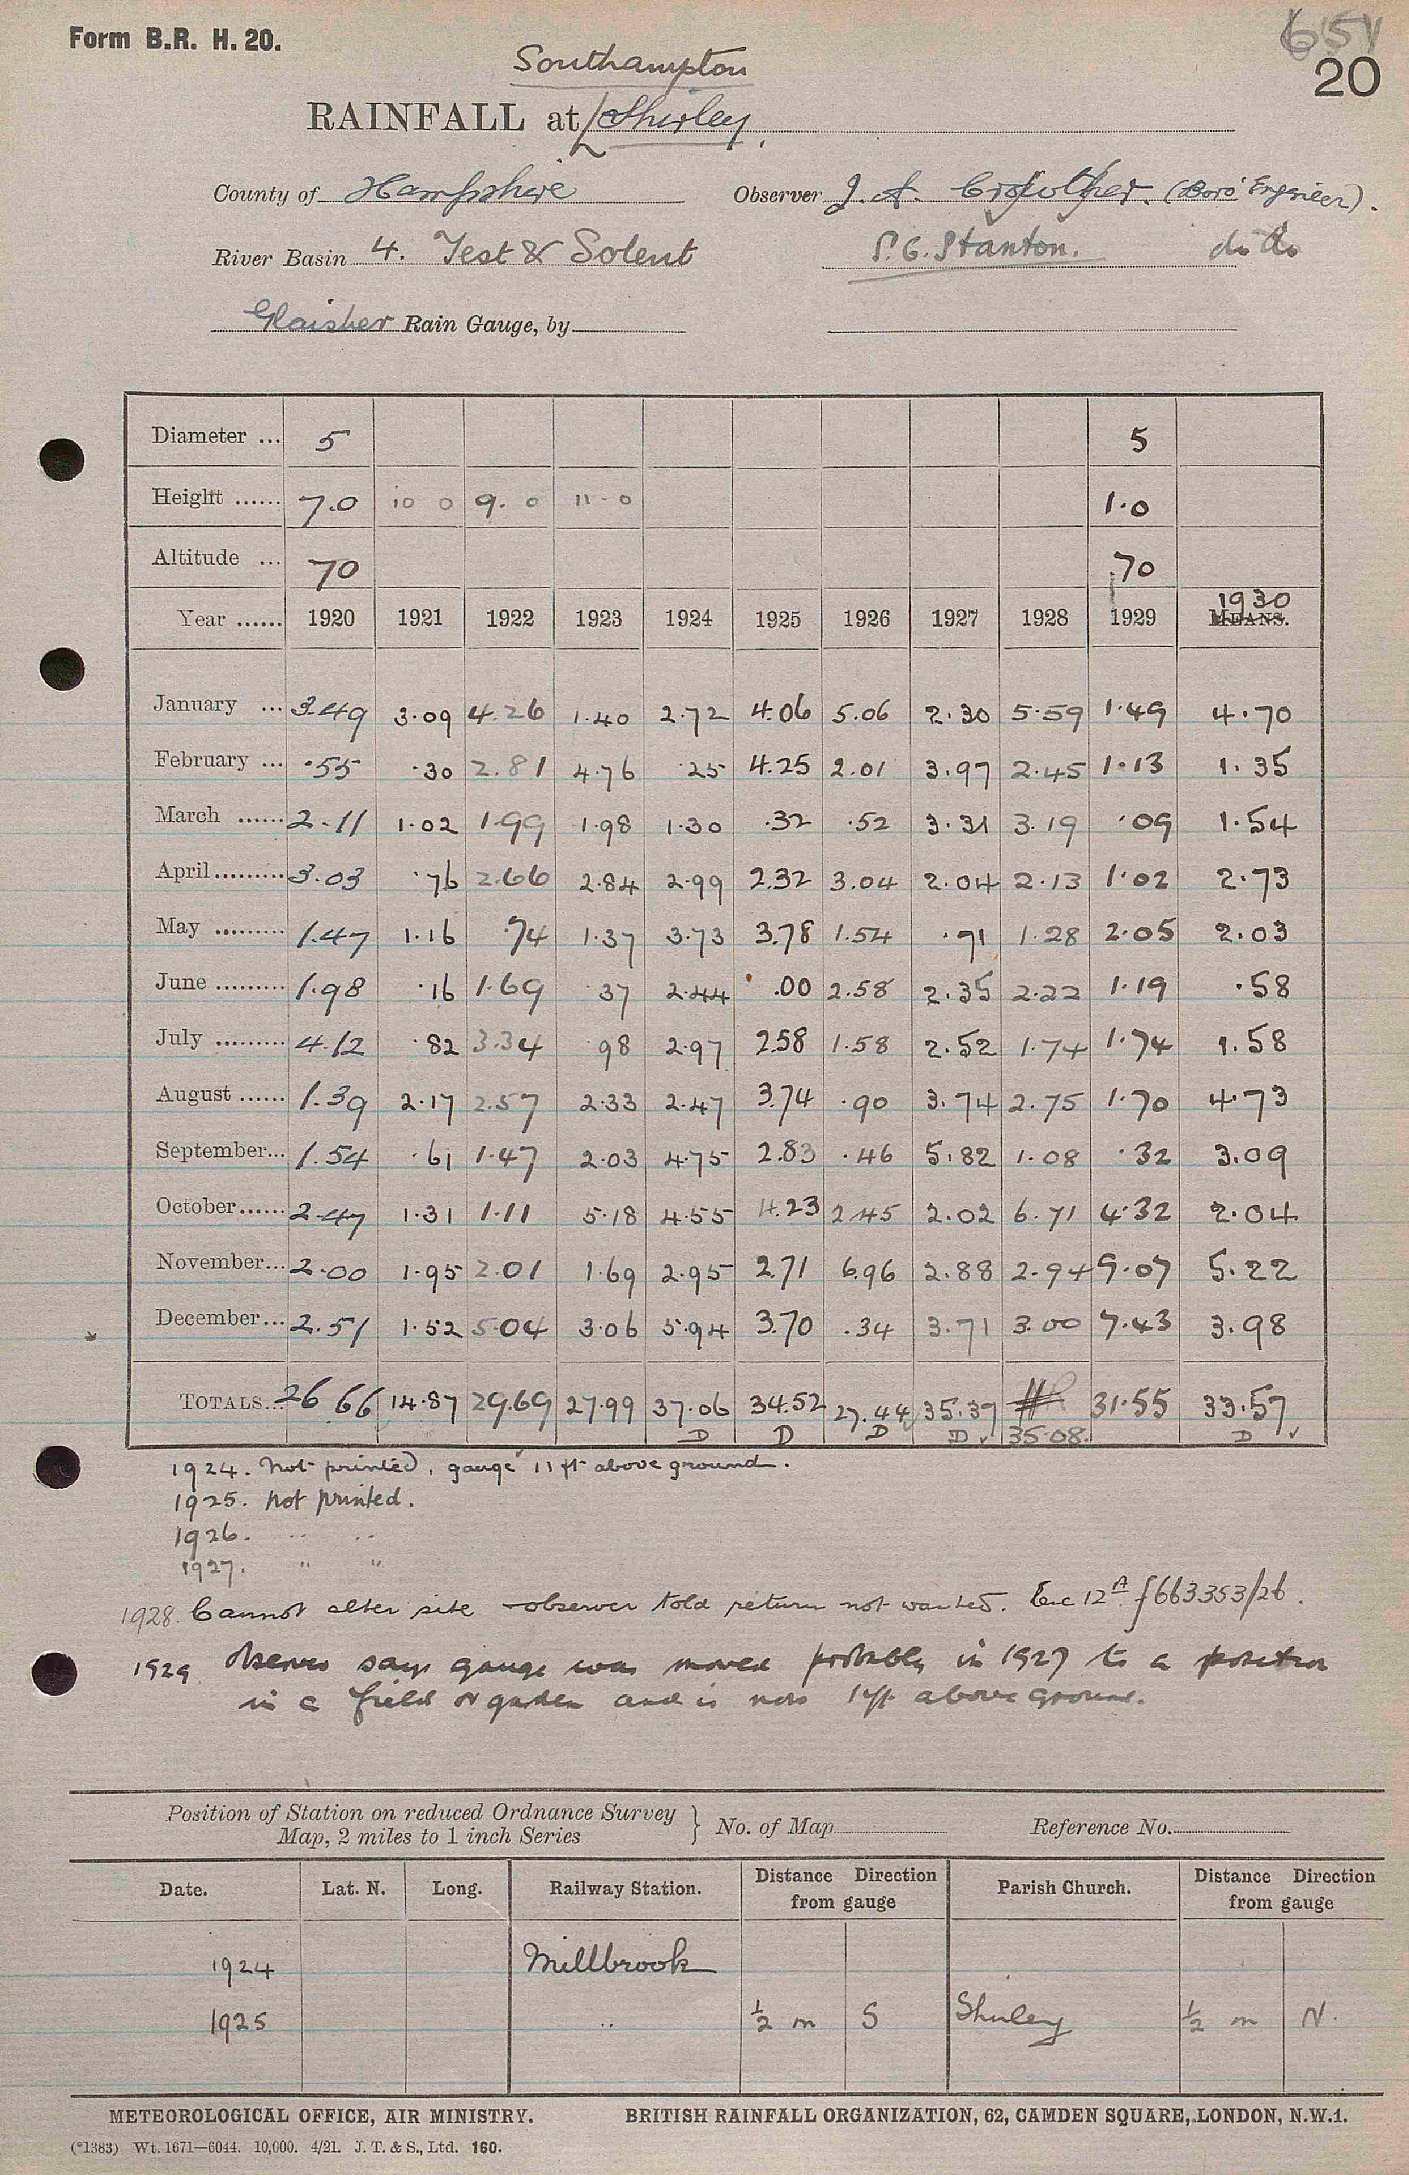 Form B.R. H. 20.
651
20
Southampton
RAINFALL at Shirley.
County of Hampshire Observer J. A. Crowther. (Boro' Engineer).
River Basin 4. Test & Solent P. G. Stanton. do do
Glaisher Rain Gauge, by
Diameter ... 5 5
Height ...... 7.0 10 0 9. 0 11-0 1.0
Altitude ... 70 70
Year ...... 1920 1921 1922 1923 1924 1925 1926 1927 1928 1929 MEANS. 1930
January ... 3.49 3.09 4.26 1.40 2.72 4.06 5.06 2.30 5.59 1.49 4.70
February ... .55 .30 2.81 4.76 .25 4.25 2.01 3.97 2.45 1.13 1.35
March ...... 2.11 1.02 1.99 1.98 1.30 .32 .52 3.31 3.19 .09 1.54
April ......... 3.03 .76 2.66 2.84 2.99 2.32 3.04 2.04 2.13 1.02 2.73
May ......... 1.47 1.16 .74 1.37 3.73 3.78 1.54 .91 1.28 2.05 2.03
June ......... 1.98 .16 1.69 37 2.44 .00 2.58 2.35 2.22 1.19 .58
July ......... 4.12 .82 3.34 98 2.97 2.58 1.58 2.52 1.74 1.74 1.58
August ...... 1.39 2.17 2.57 2.33 2.47 3.74 .90 3.74 2.75 1.70 4.73
September... 1.54 .61 1.47 2.03 4.75 2.83 .46 5.82 1.08 .32 3.09
October...... 2.47 1.31 1.11 5.18 4.55 4.23 2.45 2.02 6.71 4.32 2.04
November... 2.00 1.95 2.01 1.69 2.95 2.71 6.96 2.88 2.94 9.07 5.22
December... 2.51 1.52 5.04 3.06 5.94 3.70 .34 3.71 3.00 7.43 3.98
TOTALS... 26 66 14.87 29.69 27.99 37.06 34.52 27.44 35.37 31.55 33.57
D D D D 35.08. D
1924. Not printed, gauge 11 ft above ground.
1925. Not printed.
1926. .. ..
1927. " "
1928. Cannot alter site – observer told return not wanted. Enc 12A f663353/26.
1929. Observer says gauge was moved probably in 1927 to a position
in a field or garden and is now 1ft above ground.
Position of Station on reduced Ordnance Survey Map, 2 miles to 1 inch Series } No. of Map Reference No.
Date. Lat. N. Long. Railway Station. Distance Direction from gauge Parish Church. Distance Direction from gauge
1924 Millbrook
1925 .. ½ m S Shirley ½ m N.
METEOROLOGICAL OFFICE, AIR MINISTRY. BRITISH RAINFALL ORGANIZATION, 62, CAMDEN SQUARE, LONDON, N.W.1.
(*1383) Wt. 1671—6044. 10,000. 4/21. J. T. & S., Ltd. 160.